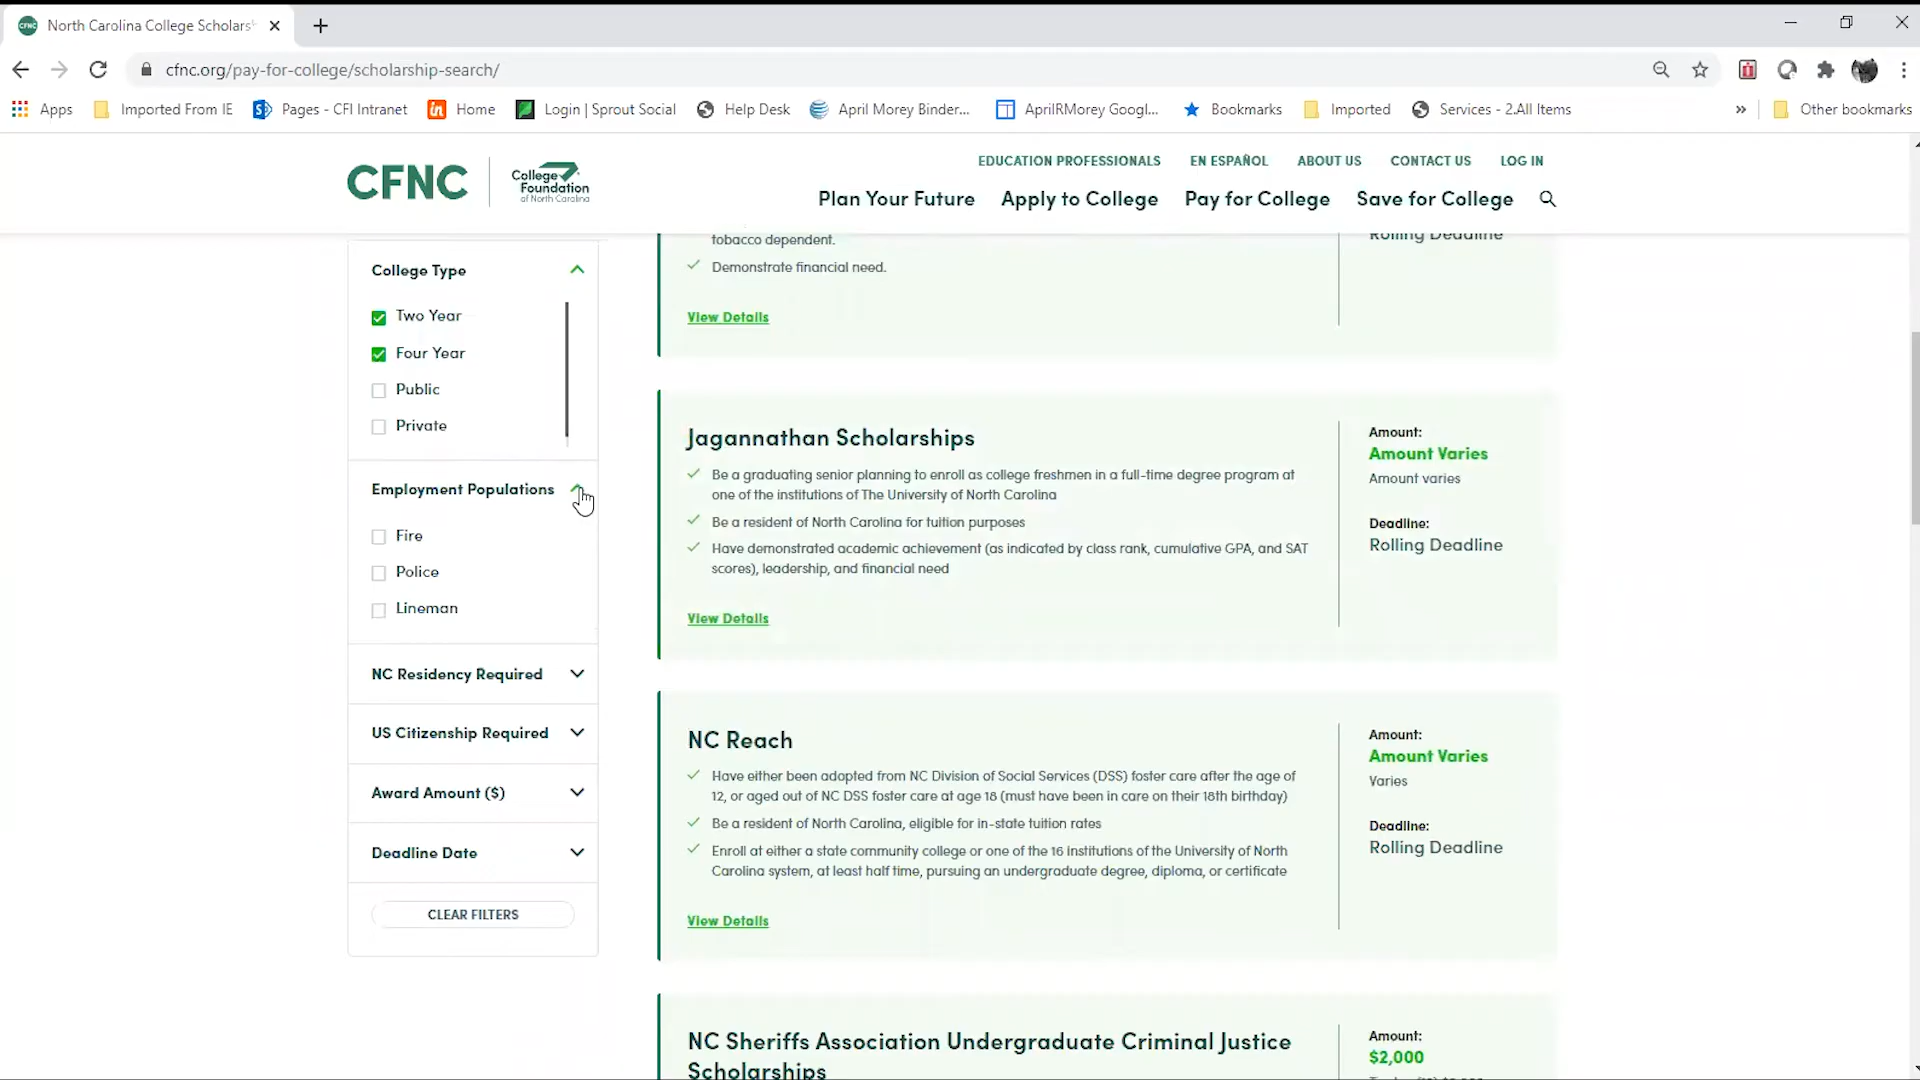 CFNC
North Carolina College Scholars
cfnc.org/pay-for-college/scholarship-search/
Apps
Imported From IE
Pages - CFI Intranet
Home
Login | Sprout Social
Help Desk
April Morey Binder...
AprilRMorey Googl...
Bookmarks
Imported
Services - 2.All Items
»
Other bookmarks
CFNC
College
Foundation
of North Carolina
EDUCATION PROFESSIONALS
EN ESPAÑOL
ABOUT US
CONTACT US
LOG IN
Plan Your Future
Apply to College
Pay for College
Save for College
College Type
Two Year
Four Year
Public
Private
Employment Populations
Fire
Police
Lineman
NC Residency Required
US Citizenship Required
Award Amount ($)
Deadline Date
CLEAR FILTERS
tobacco dependent.
Demonstrate financial need.
View Details
Rolling Deadline
Jagannathan Scholarships
Be a graduating senior planning to enroll as college freshmen in a full-time degree program at
one of the institutions of The University of North Carolina
Be a resident of North Carolina for tuition purposes
Have demonstrated academic achievement (as indicated by class rank, cumulative GPA, and SAT
scores), leadership, and financial need
View Details
Amount:
Amount Varies
Amount varies
Deadline:
Rolling Deadline
NC Reach
Have either been adopted from NC Division of Social Services (DSS) foster care after the age of
12, or aged out of NC DSS foster care at age 18 (must have been in care on their 18th birthday)
Be a resident of North Carolina, eligible for in-state tuition rates
Enroll at either a state community college or one of the 16 institutions of the University of North
Carolina system, at least half time, pursuing an undergraduate degree, diploma, or certificate
View Details
Amount:
Amount Varies
Varies
Deadline:
Rolling Deadline
NC Sheriffs Association Undergraduate Criminal Justice
Scholarships
Amount:
$2,000